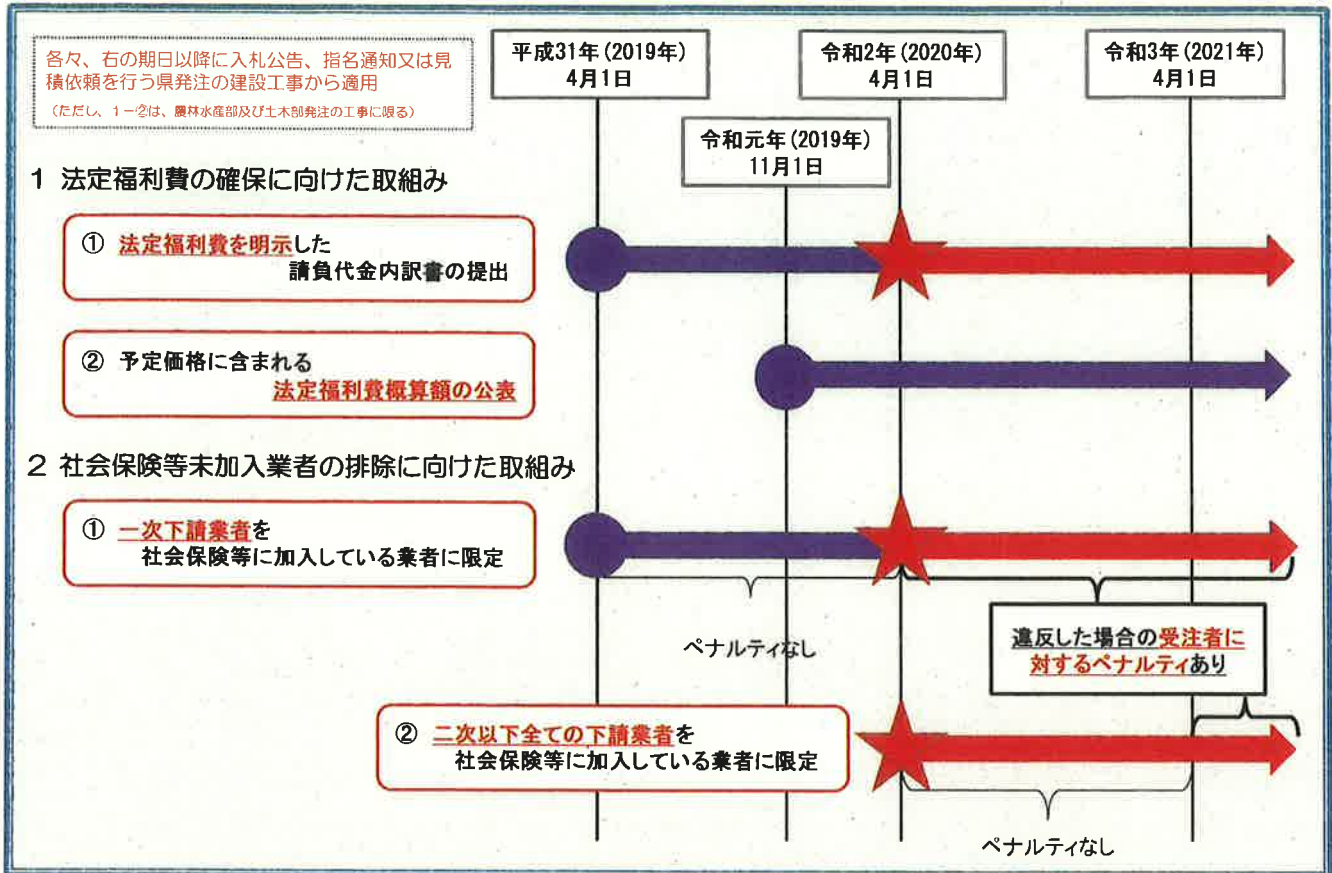 各々、右の期日以降に入札公告、指名通知又は見
積依頼を行う県発注の建設工事から適用
（ただし、1－②は、農林水産部及び土木部発注の工事に限る）
平成31年(2019年)
4月1日
令和2年(2020年)
4月1日
令和3年(2021年)
4月1日
令和元年(2019年)
11月1日
1 法定福利費の確保に向けた取組み
① 法定福利費を明示した
請負代金内訳書の提出
② 予定価格に含まれる
法定福利費概算額の公表
2 社会保険等未加入業者の排除に向けた取組み
① 一次下請業者を
社会保険等に加入している業者に限定
ペナルティなし
違反した場合の受注者に
対するペナルティあり
② 二次以下全ての下請業者を
社会保険等に加入している業者に限定
ペナルティなし